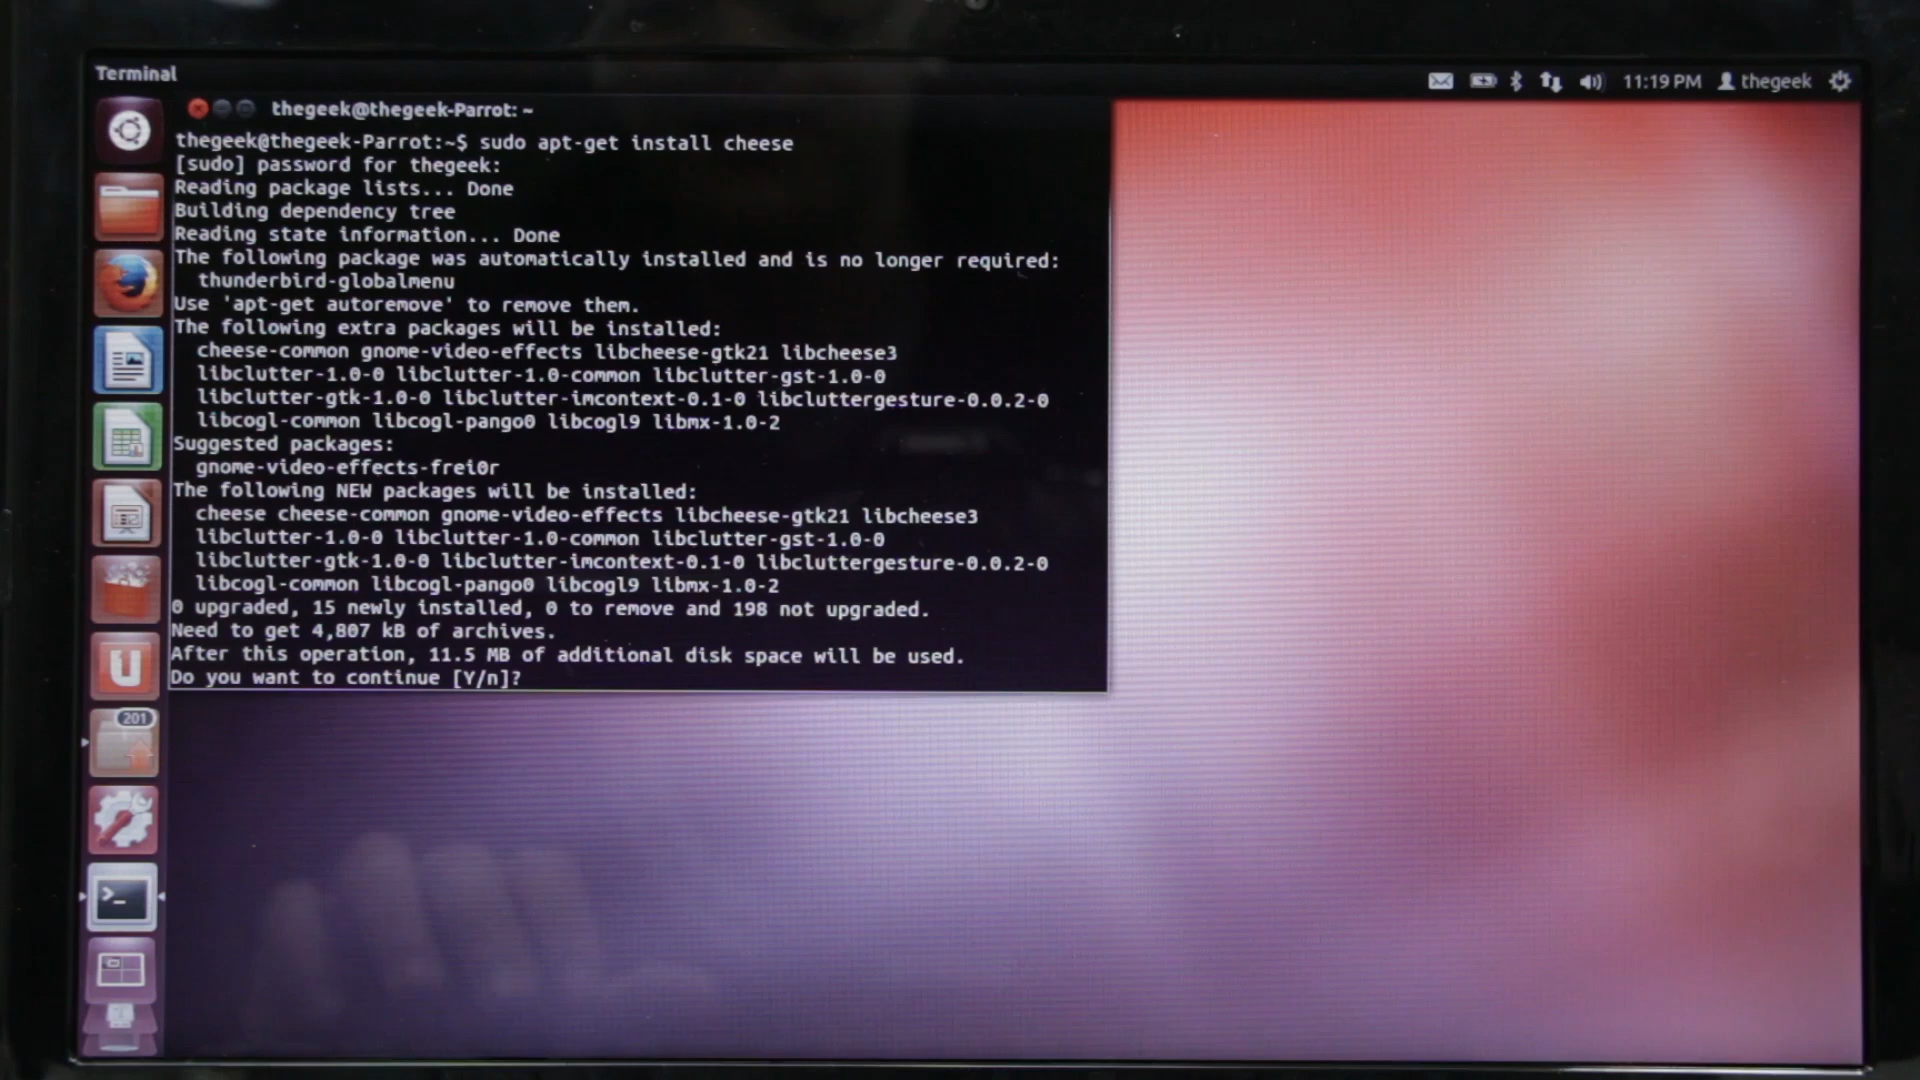 Terminal
11:19 PM thegeek
thegeek@thegeek-Parrot: ~
thegeek@thegeek-Parrot:~$ sudo apt-get install cheese
[sudo] password for thegeek:
Reading package lists... Done
Building dependency tree
Reading state information... Done
The following package was automatically installed and is no longer required:
thunderbird-globalmenu
Use 'apt-get autoremove' to remove them.
The following extra packages will be installed:
cheese-common gnome-video-effects libcheese-gtk21 libcheese3
libclutter-1.0-0 libclutter-1.0-common libclutter-gst-1.0-0
libclutter-gtk-1.0-0 libclutter-imcontext-0.1-0 libcluttergesture-0.0.2-0
libcogl-common libcogl-pango0 libcogl9 libmx-1.0-2
Suggested packages:
gnome-video-effects-frei0r
The following NEW packages will be installed:
cheese cheese-common gnome-video-effects libcheese-gtk21 libcheese3
libclutter-1.0-0 libclutter-1.0-common libclutter-gst-1.0-0
libclutter-gtk-1.0-0 libclutter-imcontext-0.1-0 libcluttergesture-0.0.2-0
libcogl-common libcogl-pango0 libcogl9 libmx-1.0-2
0 upgraded, 15 newly installed, 0 to remove and 198 not upgraded.
Need to get 4,807 kB of archives.
After this operation, 11.5 MB of additional disk space will be used.
Do you want to continue [Y/n]?
U
201
>_